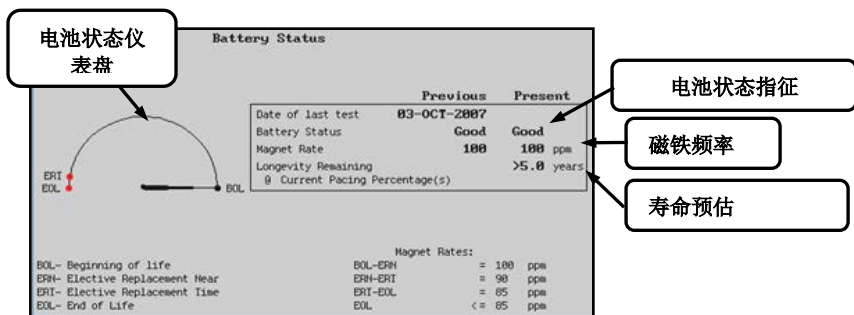 电池状态仪
表盘
Battery Status
电池状态指征
磁铁频率
寿命预估
Previous Present
Date of last test 03-OCT-2007
Battery Status Good Good
Magnet Rate 100 100 ppm
Longevity Remaining >5.0 years
@ Current Pacing Percentage(s)
ERI
EOL
BOL
Magnet Rates:
BOL- Beginning of life BOL-ERN = 100 ppm
ERN- Elective Replacement Near ERN-ERI = 90 ppm
ERI- Elective Replacement Time ERI-EOL = 85 ppm
EOL- End of Life EOL <= 85 ppm